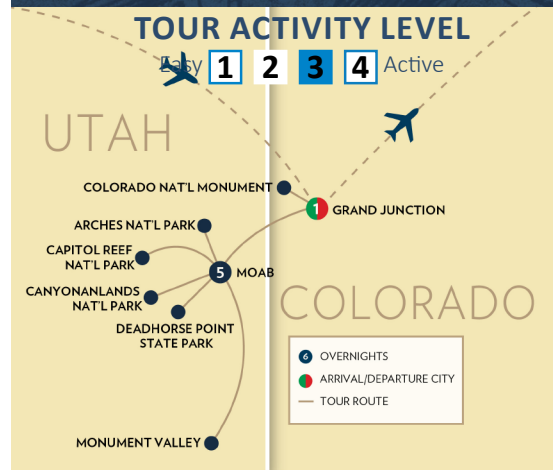 TOUR ACTIVITY LEVEL
Easy 1 2 3 4 Active
UTAH
COLORADO NAT'L MONUMENT
1 GRAND JUNCTION
ARCHES NAT'L PARK
CAPITOL REEF
NAT'L PARK
5 MOAB
CANYONANLANDS
NAT'L PARK
COLORADO
DEADHORSE POINT
STATE PARK
6 OVERNIGHTS
ARRIVAL/DEPARTURE CITY
TOUR ROUTE
MONUMENT VALLEY